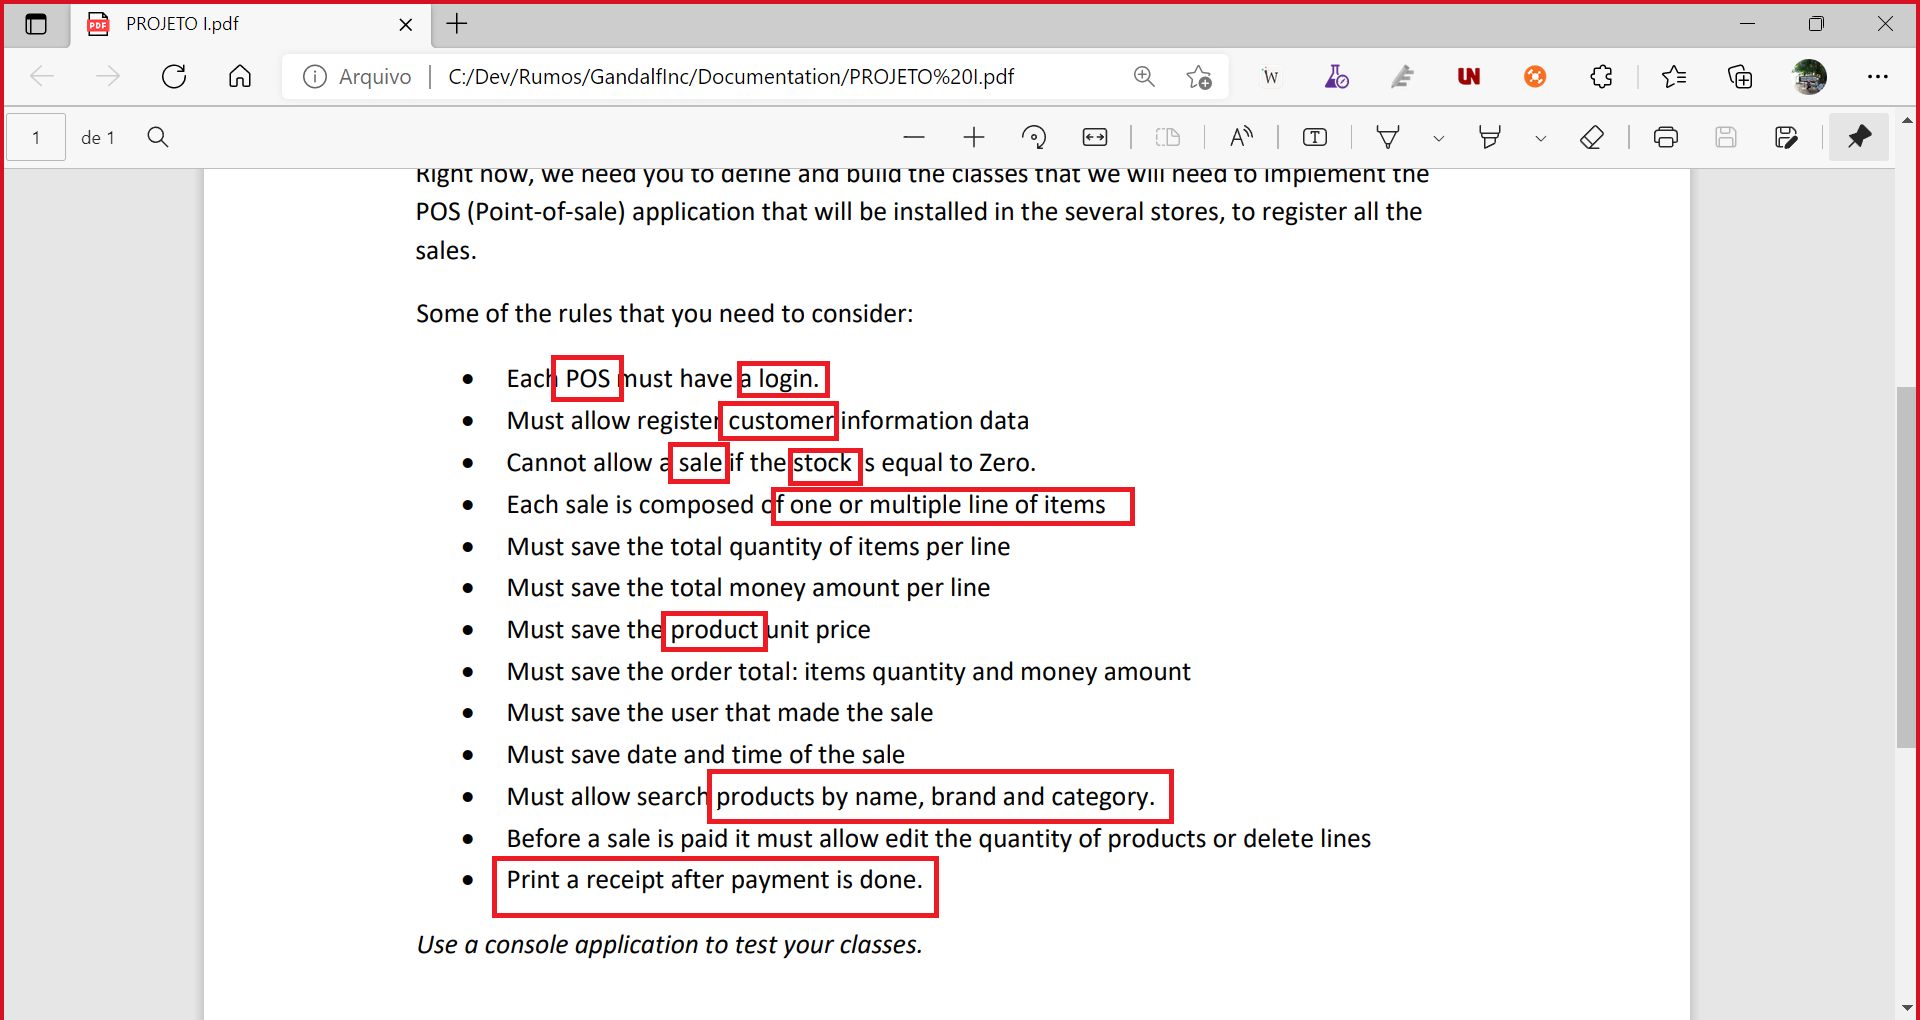 PROJETO I.pdf
Arquivo | C:/Dev/Rumos/GandalfInc/Documentation/PROJETO%20I.pdf
W
UN
1 de 1
Right now, we need you to define and build the classes that we will need to implement the
POS (Point-of-sale) application that will be installed in the several stores, to register all the
sales.
Some of the rules that you need to consider:
• Each POS must have a login.
• Must allow register customer information data
• Cannot allow a sale if the stock is equal to Zero.
• Each sale is composed of one or multiple line of items
• Must save the total quantity of items per line
• Must save the total money amount per line
• Must save the product unit price
• Must save the order total: items quantity and money amount
• Must save the user that made the sale
• Must save date and time of the sale
• Must allow search products by name, brand and category.
• Before a sale is paid it must allow edit the quantity of products or delete lines
• Print a receipt after payment is done.
Use a console application to test your classes.